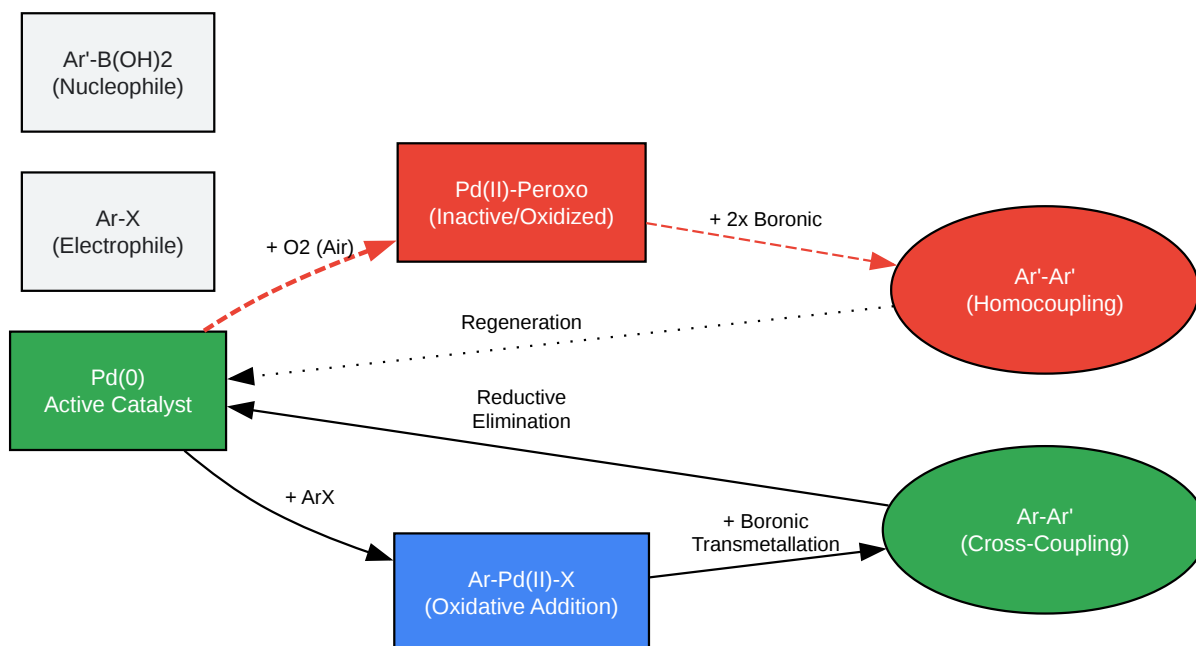 Ar'-B(OH)2
(Nucleophile)
Ar-X
(Electrophile)
Pd(II)-Peroxo
(Inactive/Oxidized)
+ O2 (Air)
+ 2x Boronic
Ar'-Ar'
(Homocoupling)
Regeneration
Pd(0)
Active Catalyst
Reductive
Elimination
+ ArX
+ Boronic
Transmetallation
Ar-Ar'
(Cross-Coupling)
Ar-Pd(II)-X
(Oxidative Addition)